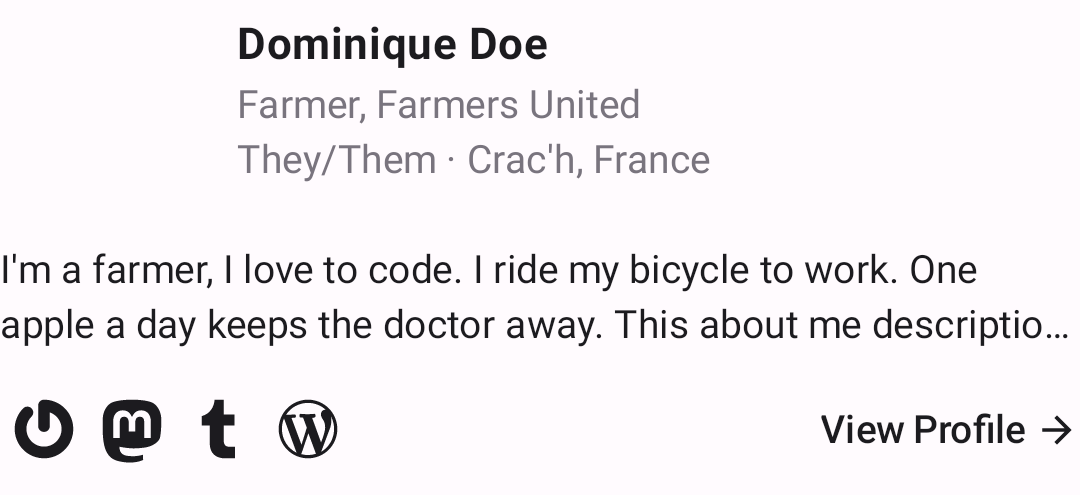 Dominique Doe
Farmer, Farmers United
They/Them · Crac'h, France
I'm a farmer, I love to code. I ride my bicycle to work. One
apple a day keeps the doctor away. This about me descriptio…
View Profile →